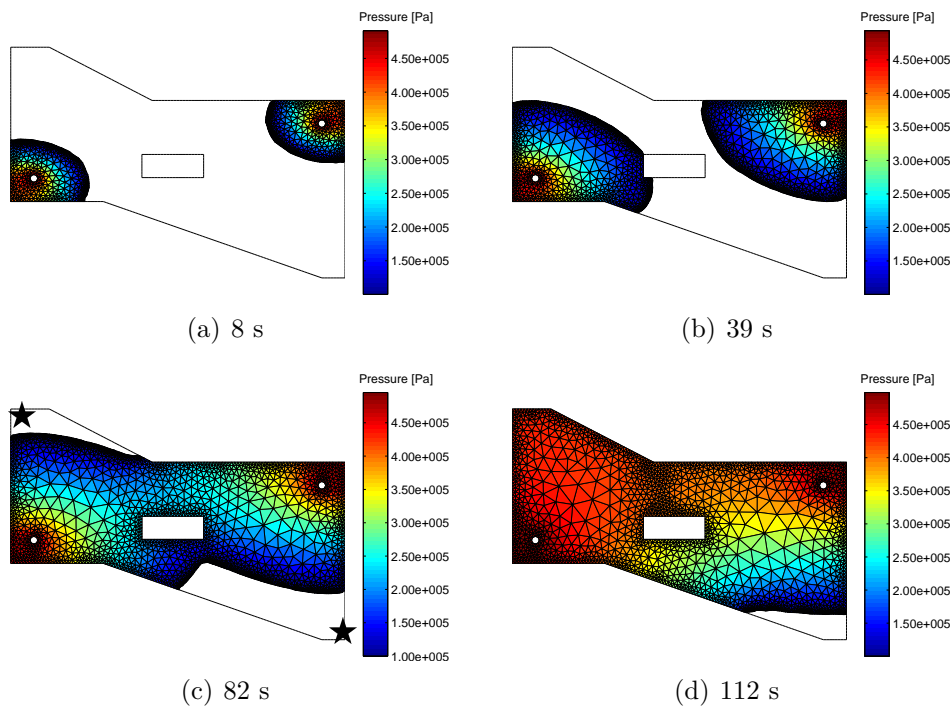 Pressure [Pa]
4.50e+005
4.00e+005
3.50e+005
3.00e+005
2.50e+005
2.00e+005
1.50e+005
(a) 8 s
Pressure [Pa]
4.50e+005
4.00e+005
3.50e+005
3.00e+005
2.50e+005
2.00e+005
1.50e+005
(b) 39 s
Pressure [Pa]
4.50e+005
4.00e+005
3.50e+005
3.00e+005
2.50e+005
2.00e+005
1.50e+005
1.00e+005
(c) 82 s
Pressure [Pa]
4.50e+005
4.00e+005
3.50e+005
3.00e+005
2.50e+005
2.00e+005
1.50e+005
(d) 112 s